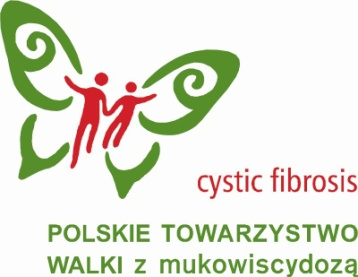 cystic fibrosis
POLSKIE TOWARZYSTWO
WALKI z mukowiscydozą